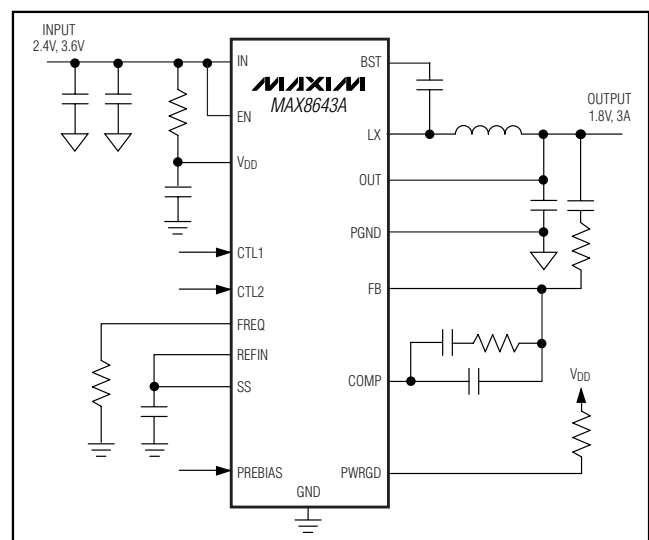 INPUT
2.4V, 3.6V
IN
BST
MAXIM
MAX8643A
OUTPUT
1.8V, 3A
EN
LX
VDD
OUT
PGND
CTL1
CTL2
FB
FREQ
REFIN
SS
COMP
VDD
PREBIAS
PWRGD
GND